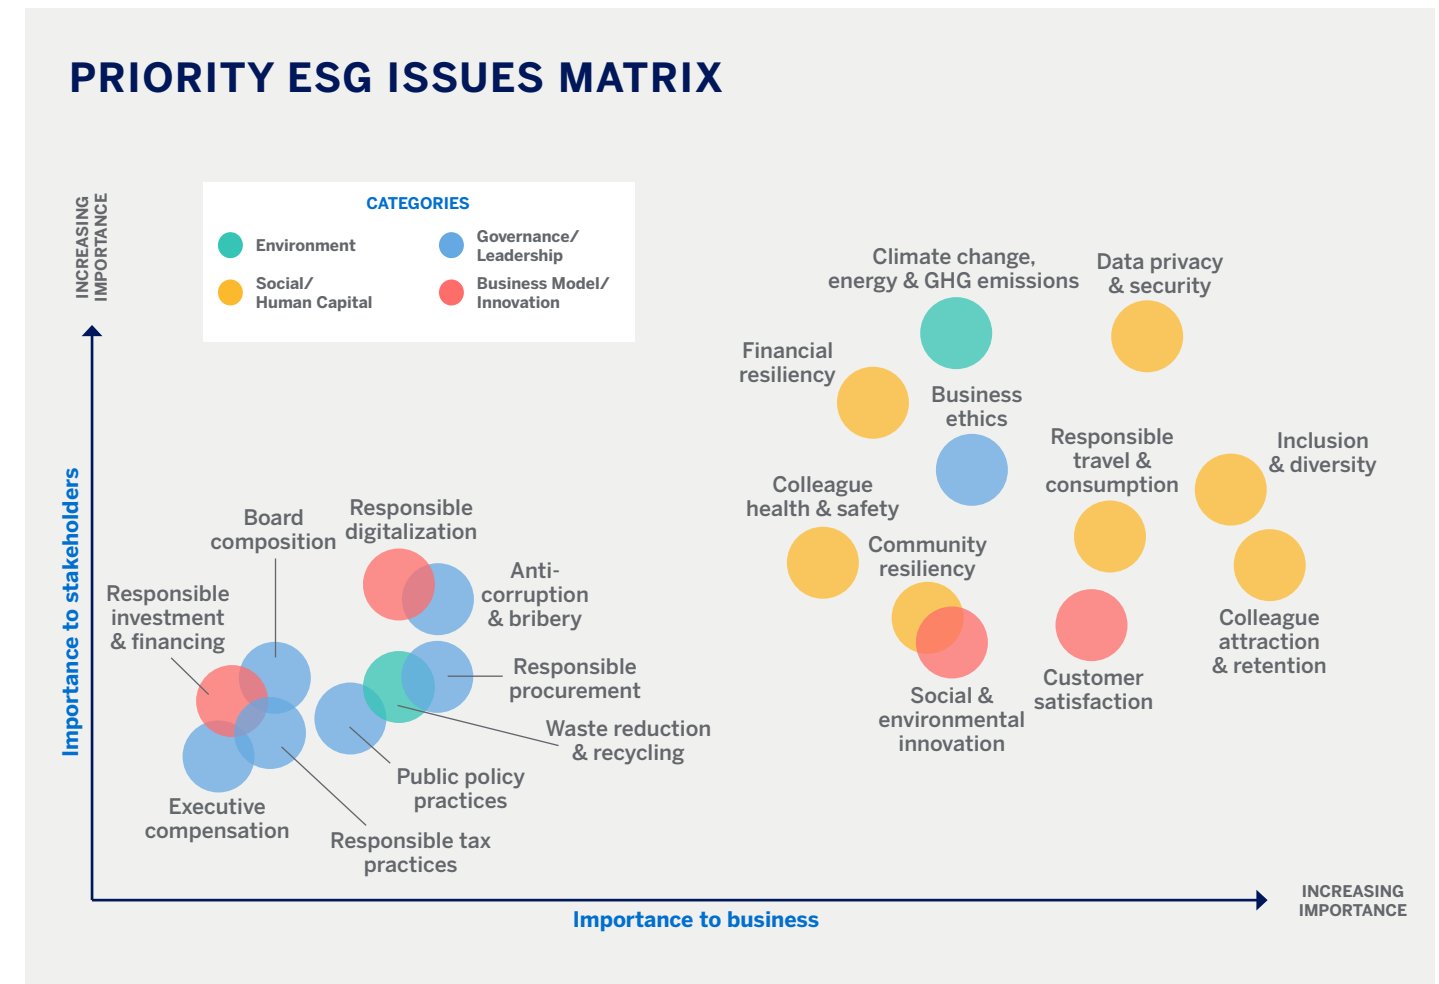 PRIORITY ESG ISSUES MATRIX
INCREASING
IMPORTANCE
CATEGORIES
Environment
Governance/
Leadership
Social/
Human Capital
Business Model/
Innovation
Climate change,
energy & GHG emissions
Data privacy
& security
Financial
resiliency
Business
ethics
Responsible
travel &
consumption
Inclusion
& diversity
Colleague
health & safety
Community
resiliency
Colleague
attraction
& retention
Customer
satisfaction
Social &
environmental
innovation
Importance to stakeholders
Board
composition
Responsible
digitalization
Anti-
corruption
& bribery
Responsible
investment
& financing
Responsible
procurement
Waste reduction
& recycling
Public policy
practices
Executive
compensation
Responsible tax
practices
Importance to business
INCREASING
IMPORTANCE